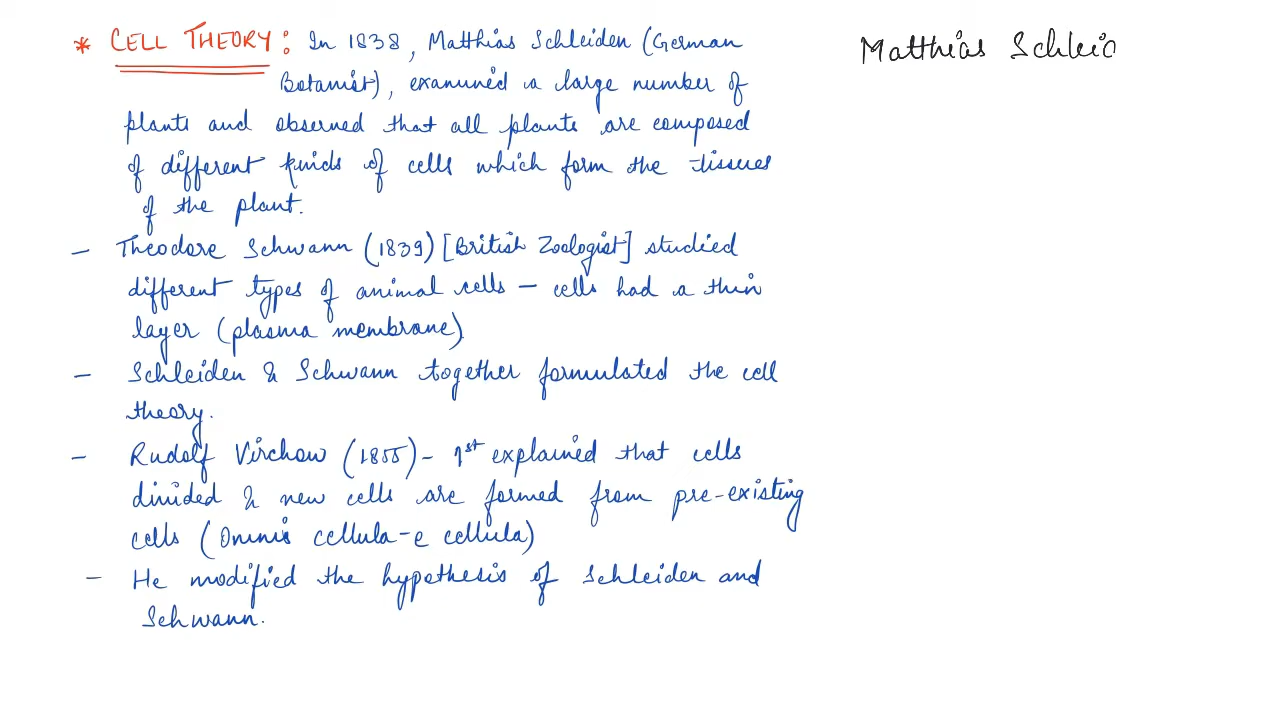 * CELL THEORY: In 1838, Matthias Schleiden (German
Botanist), examined a large number of
plants and observed that all plants are composed
of different kinds of cells which form the tissues
of the plant.
- Theodore Schwann (1839) [British Zoologist] studied
different types of animal cells - cells had a thin
layer (plasma membrane)
- Schleiden & Schwann together formulated the cell
theory.
- Rudolf Virchow (1855) - 1st explained that cells
divided & new cells are formed from pre-existing
cells (Omnis cellula-e cellula)
- He modified the hypothesis of Schleiden and
Schwann.
Matthias Schleic